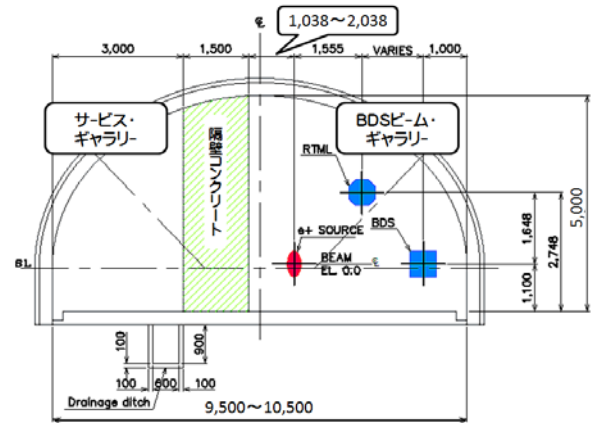 ℄
1,038～2,038
3,000
1,500
1,555
VARIES
1,000
サービス・
ギャラリー
BDSビーム・
ギャラリー
隔壁コンクリート
RTML
5,000
e+ SOURCE
BDS
1,648
2,748
SL
BEAM
℄
EL. 0.0
1,100
100
900
100
600
100
Drainage ditch
9,500～10,500